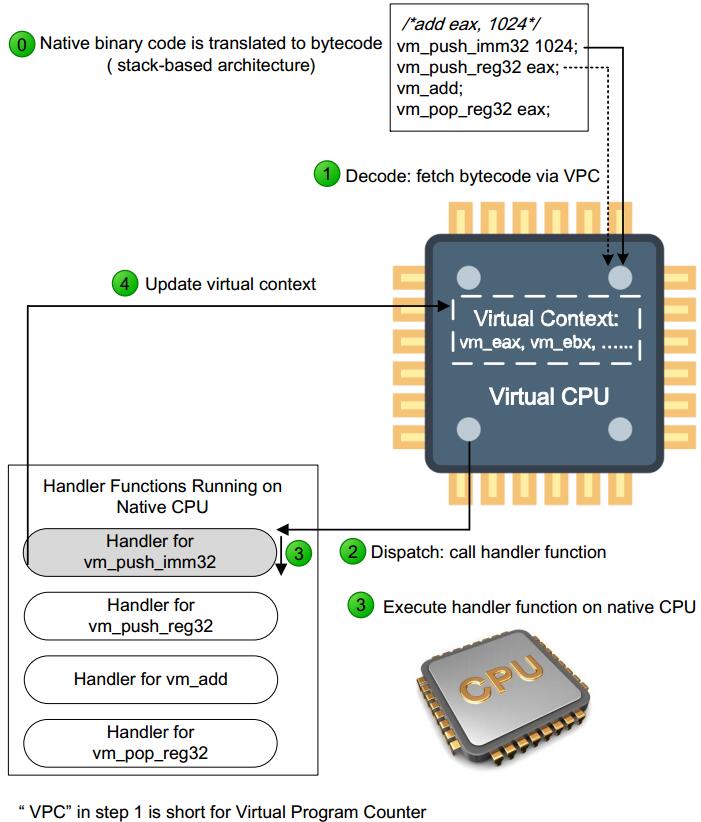 0 Native binary code is translated to bytecode
( stack-based architecture)
/*add eax, 1024*/
vm_push_imm32 1024;
vm_push_reg32 eax;
vm_add;
vm_pop_reg32 eax;
1 Decode: fetch bytecode via VPC
4 Update virtual context
Virtual Context:
vm_eax, vm_ebx, ......
Virtual CPU
Handler Functions Running on
Native CPU
Handler for
vm_push_imm32
3
2 Dispatch: call handler function
Handler for
vm_push_reg32
3 Execute handler function on native CPU
Handler for vm_add
CPU
Handler for
vm_pop_reg32
“ VPC” in step 1 is short for Virtual Program Counter